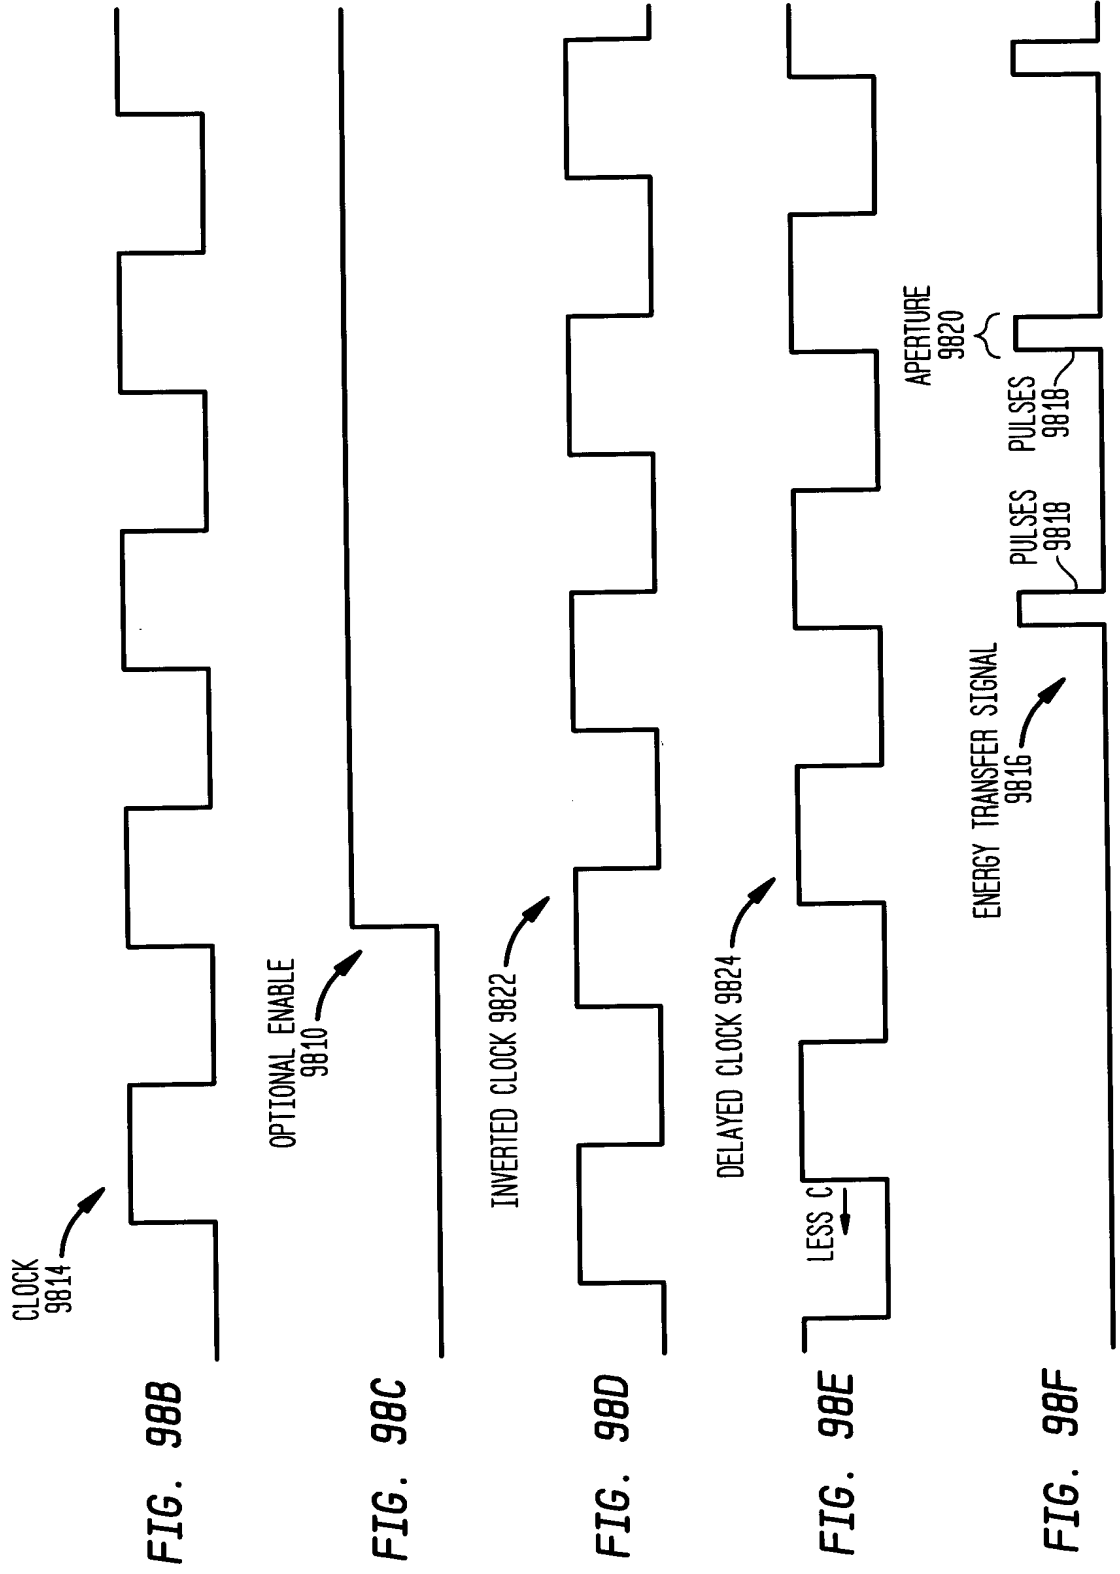 CLOCK
9814
FIG. 98B
OPTIONAL ENABLE
9810
FIG. 98C
INVERTED CLOCK 9822
FIG. 98D
DELAYED CLOCK 9824
LESS C
FIG. 98E
ENERGY TRANSFER SIGNAL
9816
PULSES
9818
PULSES
9818
APERTURE
9820
FIG. 98F